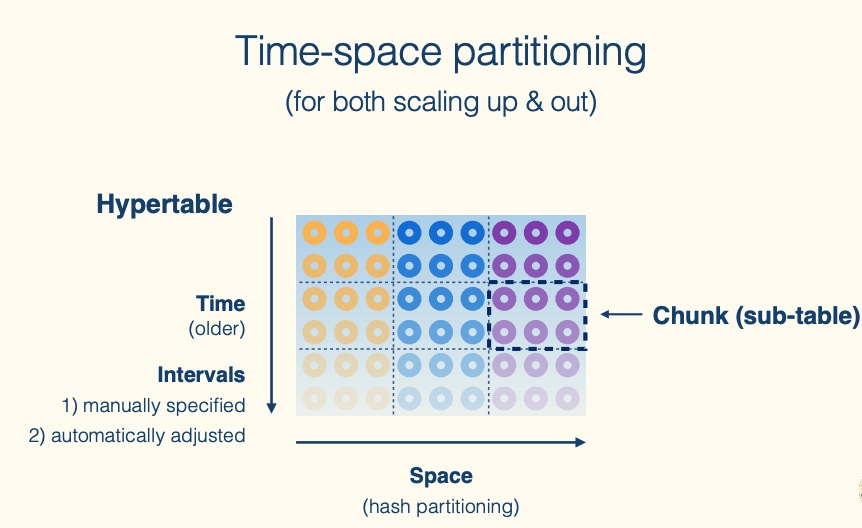 Time-space partitioning
(for both scaling up & out)
Hypertable
Time
(older)
Intervals
1) manually specified
2) automatically adjusted
Chunk (sub-table)
Space
(hash partitioning)